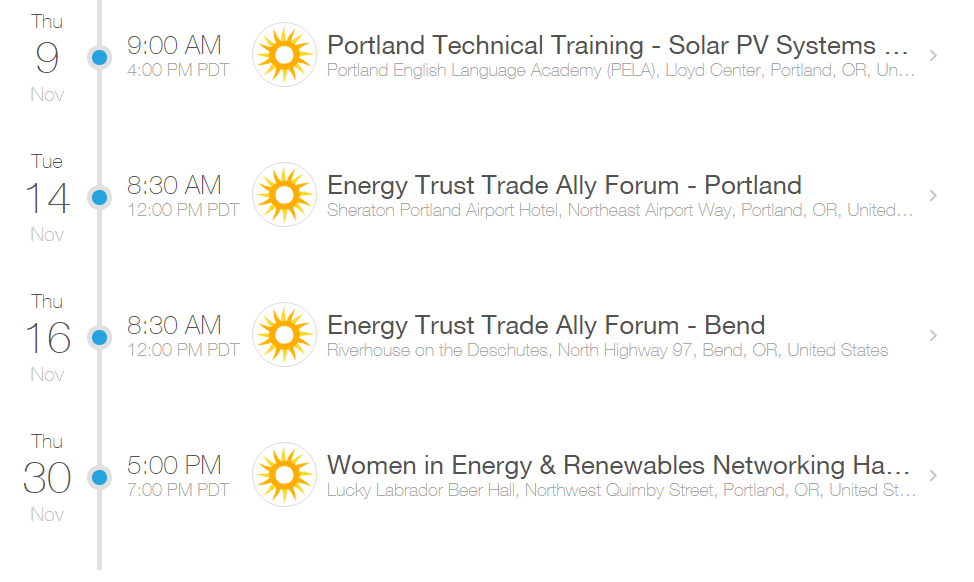 Thu
9
Nov
9:00 AM
4:00 PM PDT
Portland Technical Training - Solar PV Systems ...
Portland English Language Academy (PELA), Lloyd Center, Portland, OR, Un...
Tue
14
Nov
8:30 AM
12:00 PM PDT
Energy Trust Trade Ally Forum - Portland
Sheraton Portland Airport Hotel, Northeast Airport Way, Portland, OR, United...
Thu
16
Nov
8:30 AM
12:00 PM PDT
Energy Trust Trade Ally Forum - Bend
Riverhouse on the Deschutes, North Highway 97, Bend, OR, United States
Thu
30
Nov
5:00 PM
7:00 PM PDT
Women in Energy & Renewables Networking Ha...
Lucky Labrador Beer Hall, Northwest Quimby Street, Portland, OR, United St...